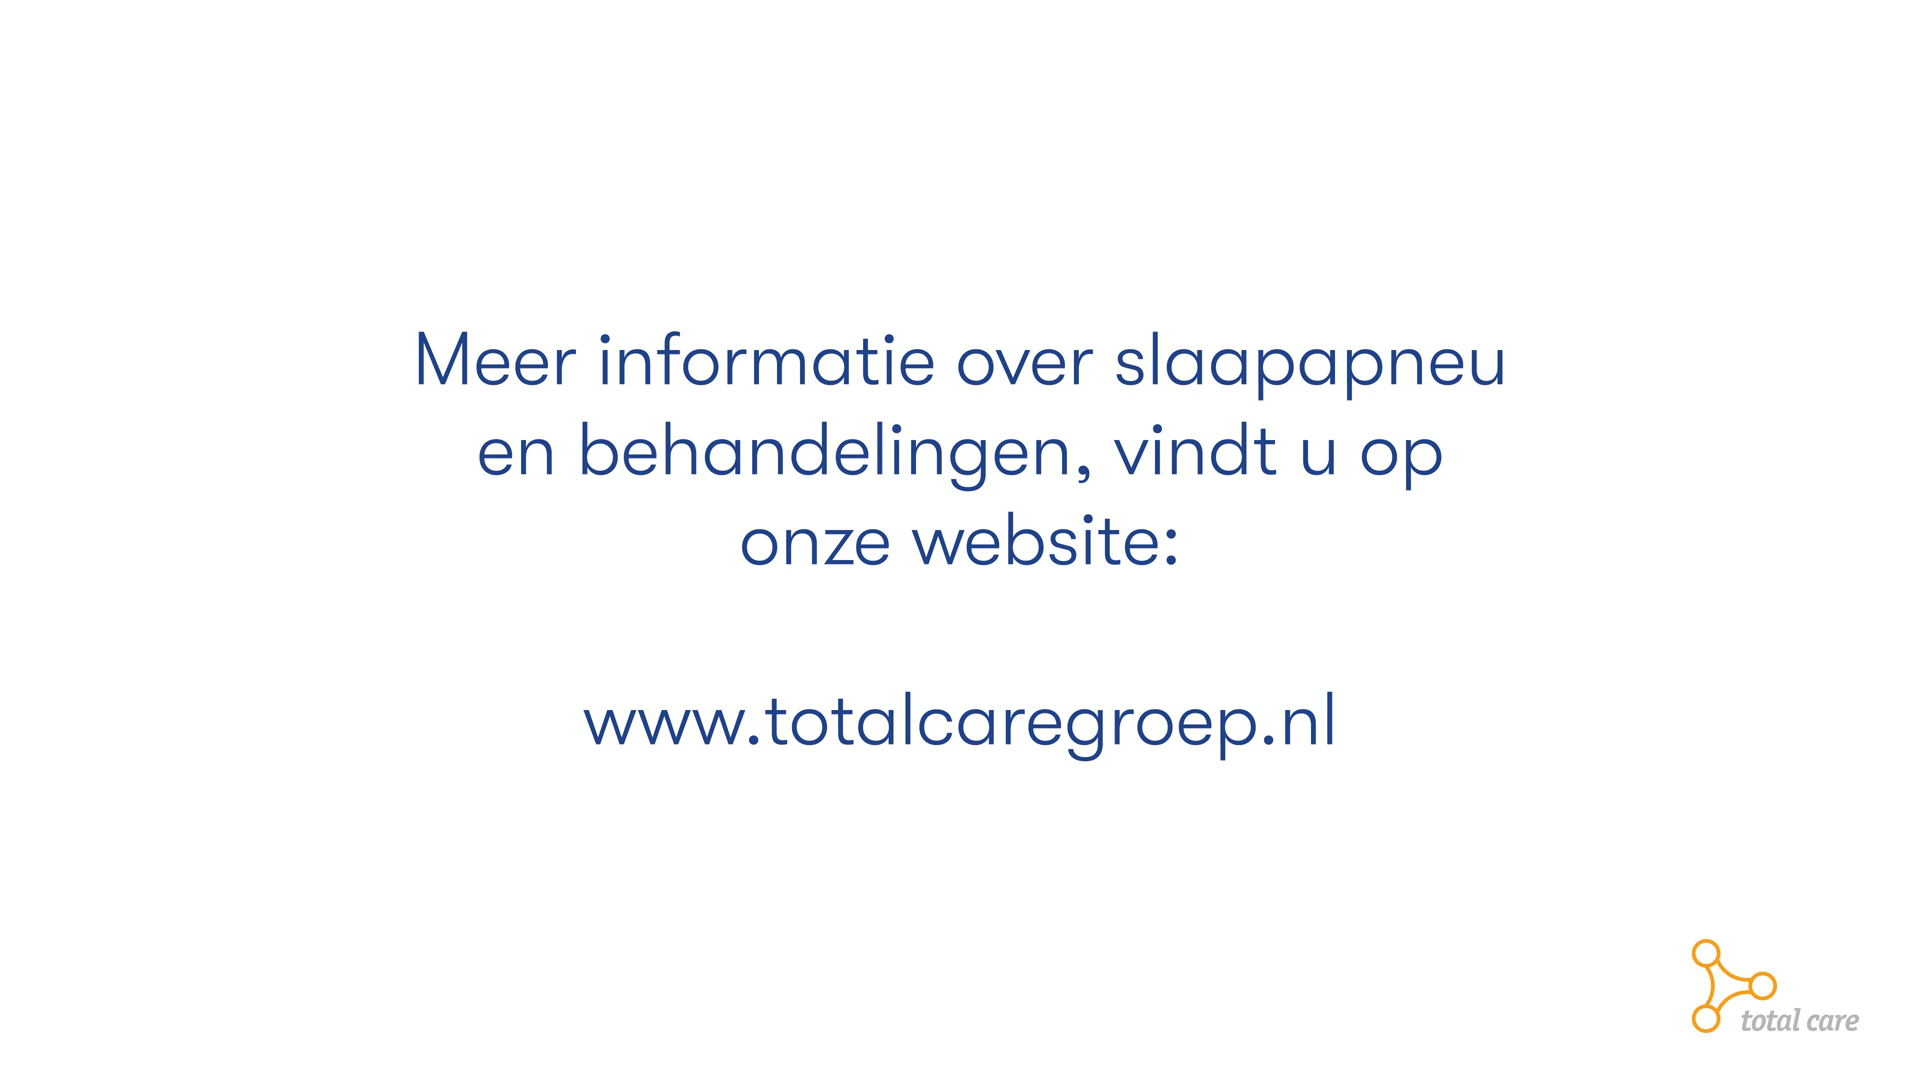 Meer informatie over slaapapneu
en behandelingen, vindt u op
onze website:
www.totalcaregroep.nl
total care